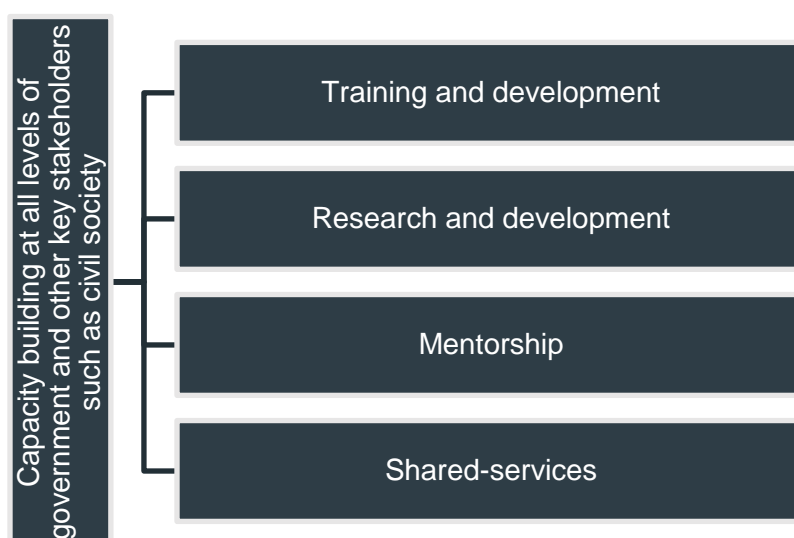 Capacity building at all levels of
government and other key stakeholders
such as civil society
Training and development
Research and development
Mentorship
Shared-services